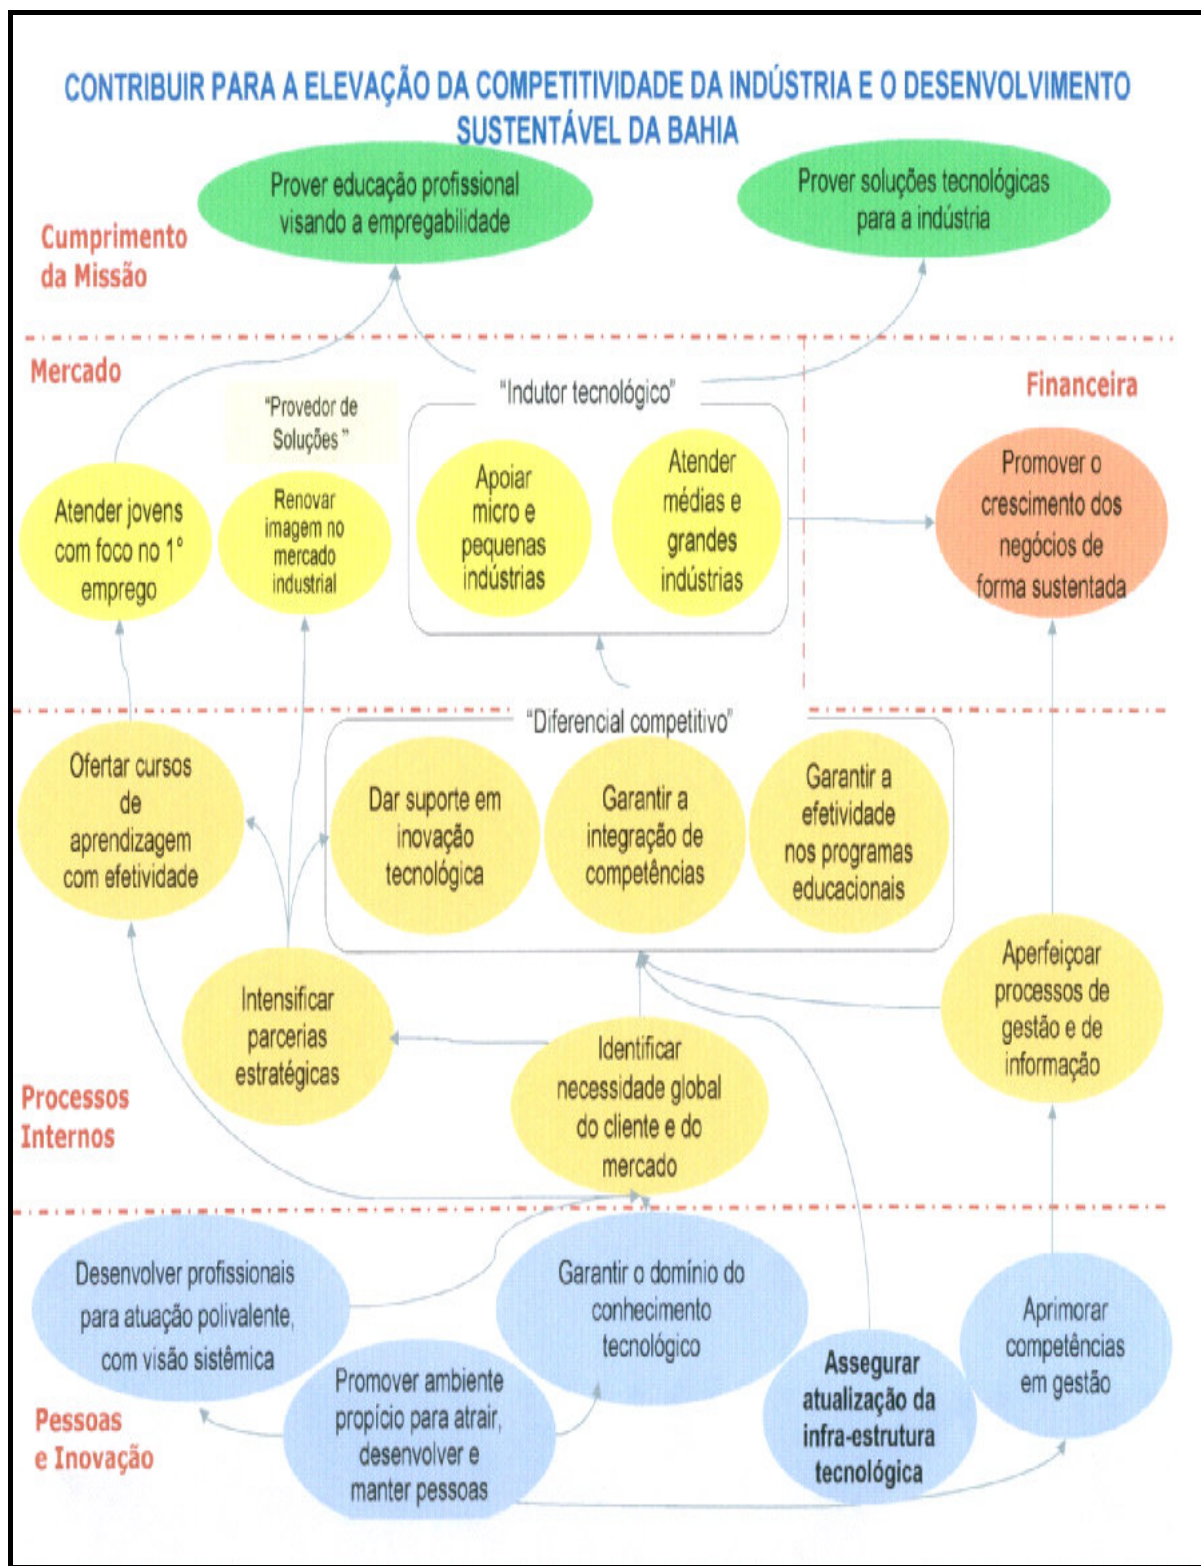 CONTRIBUIR PARA A ELEVAÇÃO DA COMPETITIVIDADE DA INDÚSTRIA E O DESENVOLVIMENTO
SUSTENTÁVEL DA BAHIA
Prover educação profissional
visando a empregabilidade
Prover soluções tecnológicas
para a indústria
Cumprimento
da Missão
Mercado
"Provedor de
Soluções "
"Indutor tecnológico"
Financeira
Atender jovens
com foco no 1°
emprego
Renovar
imagem no
mercado
industrial
Apoiar
micro e
pequenas
indústrias
Atender
médias e
grandes
indústrias
Promover o
crescimento dos
negócios de
forma sustentada
"Diferencial competitivo"
Ofertar cursos
de
aprendizagem
com efetividade
Dar suporte em
inovação
tecnológica
Garantir a
integração de
competências
Garantir a
efetividade
nos programas
educacionais
Intensificar
parcerias
estratégicas
Identificar
necessidade global
do cliente e do
mercado
Aperfeiçoar
processos de
gestão e de
informação
Processos
Internos
Desenvolver profissionais
para atuação polivalente,
com visão sistêmica
Garantir o domínio do
conhecimento
tecnológico
Aprimorar
competências
em gestão
Promover ambiente
propício para atrair,
desenvolver e
manter pessoas
Assegurar
atualização da
infra-estrutura
tecnológica
Pessoas
e Inovação